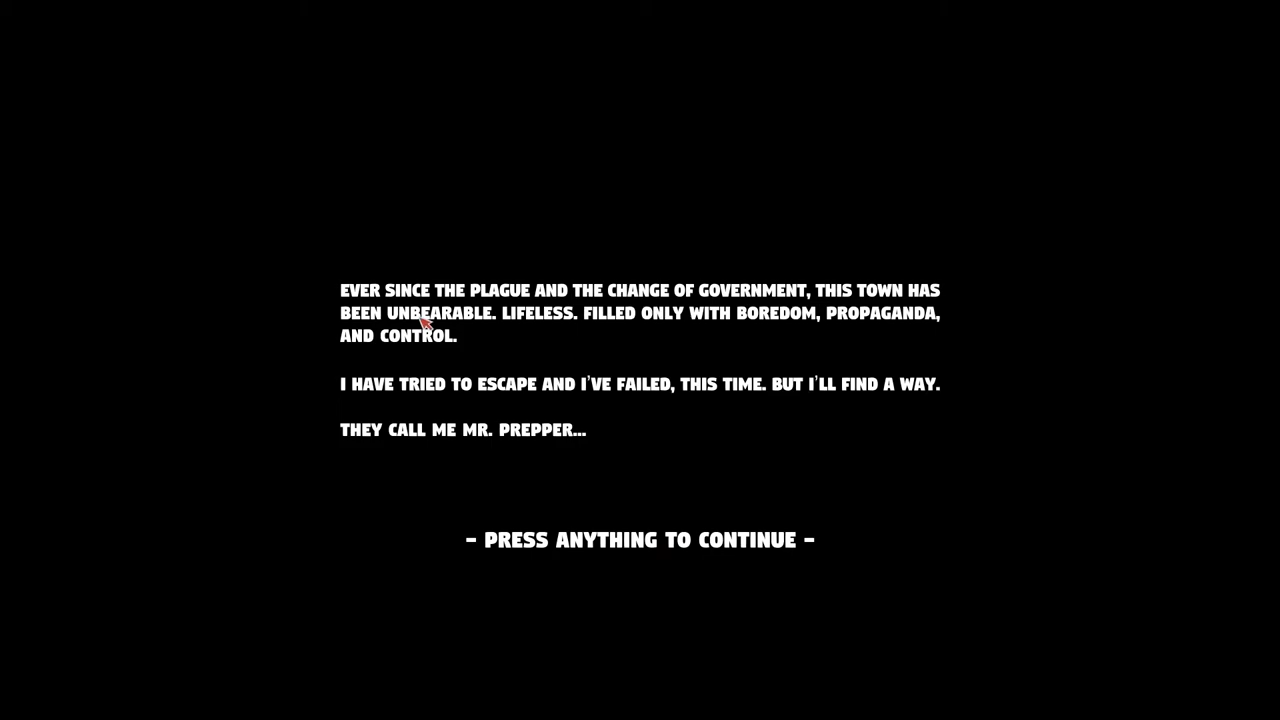 EVER SINCE THE PLAGUE AND THE CHANGE OF GOVERNMENT, THIS TOWN HAS
BEEN UNBEARABLE. LIFELESS. FILLED ONLY WITH BOREDOM, PROPAGANDA,
AND CONTROL.
I HAVE TRIED TO ESCAPE AND I'VE FAILED, THIS TIME. BUT I'LL FIND A WAY.
THEY CALL ME MR. PREPPER...
- PRESS ANYTHING TO CONTINUE -